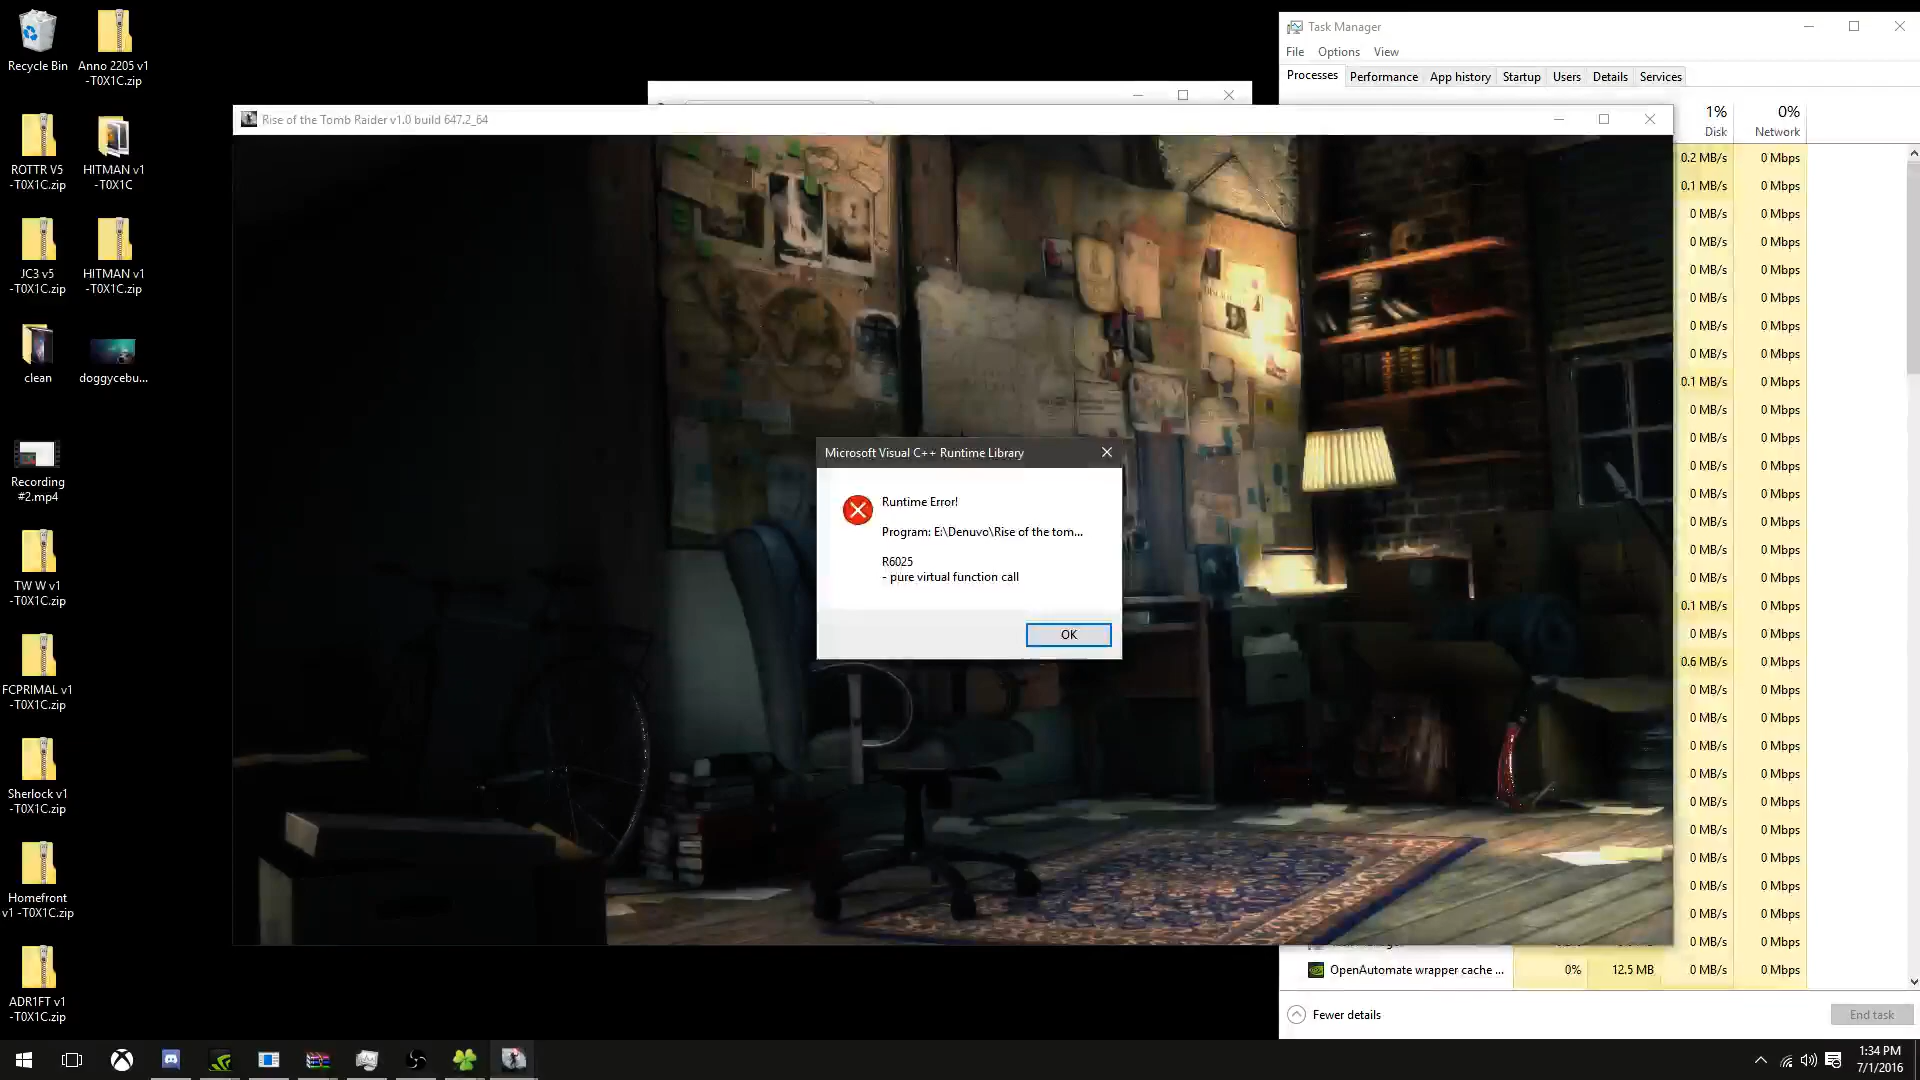 Recycle Bin
Anno 2205 v1
-T0X1C.zip
ROTTR V5
-T0X1C.zip
HITMAN v1
-T0X1C
JC3 v5
-T0X1C.zip
HITMAN v1
-T0X1C.zip
clean
doggycebu...
Recording
#2.mp4
TW W v1
-T0X1C.zip
FCPRIMAL v1
-T0X1C.zip
Sherlock v1
-T0X1C.zip
Homefront
v1 -T0X1C.zip
ADR1FT v1
-T0X1C.zip
Rise of the Tomb Raider v1.0 build 647.2_64
Microsoft Visual C++ Runtime Library
Runtime Error!
Program: E:\Denuvo\Rise of the tom...
R6025
- pure virtual function call
OK
Task Manager
File Options View
Processes Performance App history Startup Users Details Services
1% 0%
Disk Network
0.2 MB/s 0 Mbps
0.1 MB/s 0 Mbps
0 MB/s 0 Mbps
0 MB/s 0 Mbps
0 MB/s 0 Mbps
0 MB/s 0 Mbps
0 MB/s 0 Mbps
0 MB/s 0 Mbps
0.1 MB/s 0 Mbps
0 MB/s 0 Mbps
0 MB/s 0 Mbps
0 MB/s 0 Mbps
0 MB/s 0 Mbps
0 MB/s 0 Mbps
0 MB/s 0 Mbps
0 MB/s 0 Mbps
0.1 MB/s 0 Mbps
0 MB/s 0 Mbps
0.6 MB/s 0 Mbps
0 MB/s 0 Mbps
0 MB/s 0 Mbps
0 MB/s 0 Mbps
0 MB/s 0 Mbps
0 MB/s 0 Mbps
0 MB/s 0 Mbps
0 MB/s 0 Mbps
0 MB/s 0 Mbps
0 MB/s 0 Mbps
0 MB/s 0 Mbps
OpenAutomate wrapper cache ... 0% 12.5 MB 0 MB/s 0 Mbps
Fewer details
End task
1:34 PM
7/1/2016